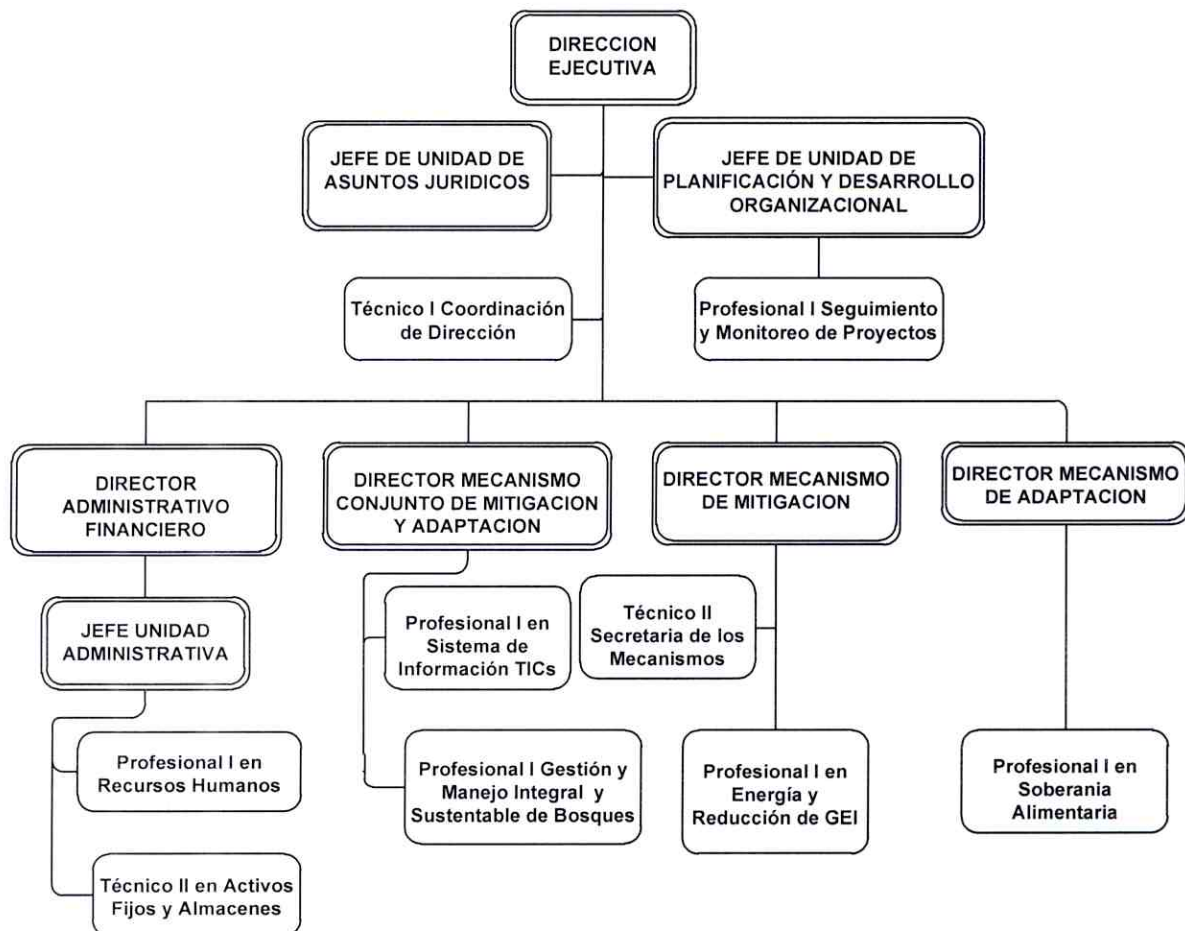 DIRECCION
EJECUTIVA
JEFE DE UNIDAD DE
ASUNTOS JURIDICOS
JEFE DE UNIDAD DE
PLANIFICACIÓN Y DESARROLLO
ORGANIZACIONAL
Técnico I Coordinación
de Dirección
Profesional I Seguimiento
y Monitoreo de Proyectos
DIRECTOR
ADMINISTRATIVO
FINANCIERO
DIRECTOR MECANISMO
CONJUNTO DE MITIGACION
Y ADAPTACION
DIRECTOR MECANISMO
DE MITIGACION
DIRECTOR MECANISMO
DE ADAPTACION
JEFE UNIDAD
ADMINISTRATIVA
Profesional I en
Sistema de
Información TICs
Técnico II
Secretaria de los
Mecanismos
Profesional I en
Recursos Humanos
Profesional I Gestión y
Manejo Integral y
Sustentable de Bosques
Profesional I en
Energía y
Reducción de GEI
Profesional I en
Soberania
Alimentaria
Técnico II en Activos
Fijos y Almacenes